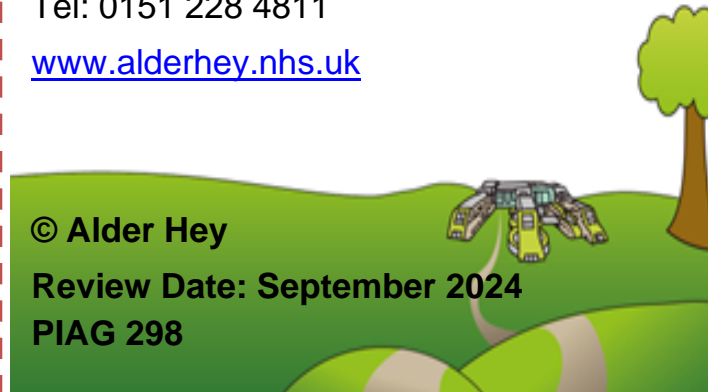 Tel: 0151 228 4811
www.alderhey.nhs.uk
© Alder Hey
Review Date: September 2024
PIAG 298